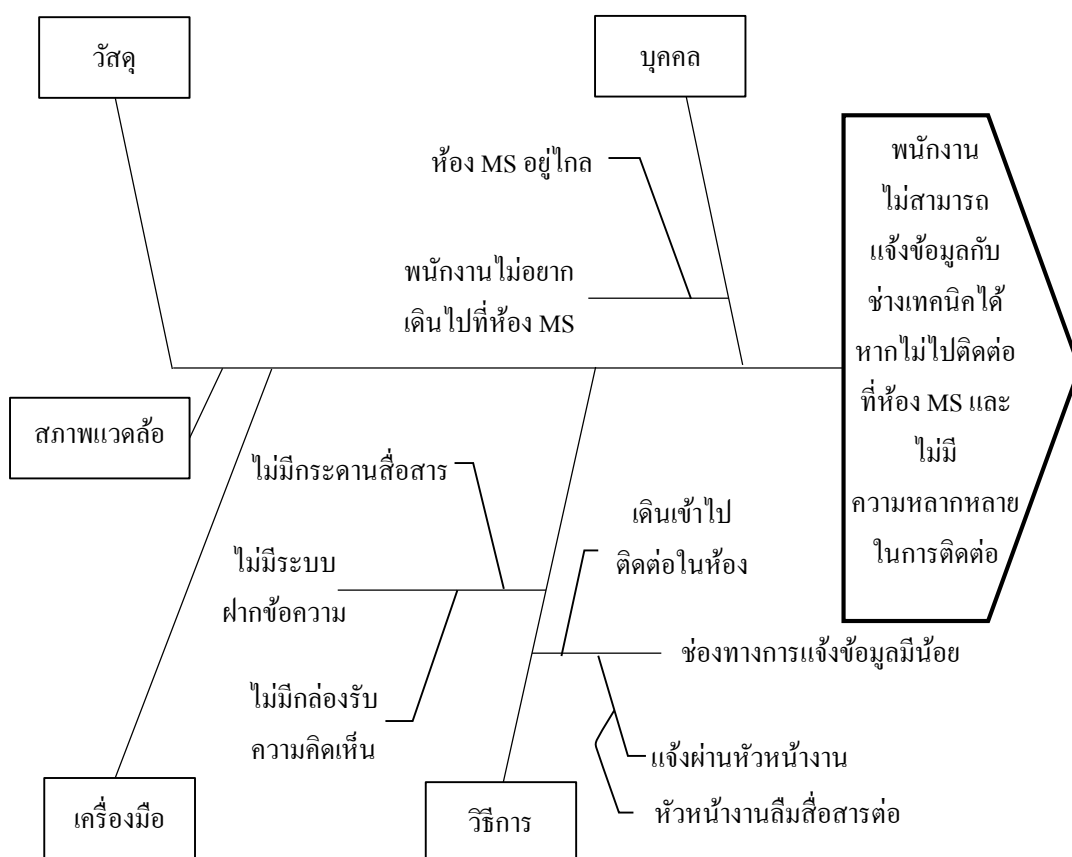 วัสดุ
บุคคล
ห้อง MS อยู่ไกล
พนักงานไม่อยาก
เดินไปที่ห้อง MS
พนักงาน
ไม่สามารถ
แจ้งข้อมูลกับ
ช่างเทคนิคได้
หากไม่ไปติดต่อ
ที่ห้อง MS และ
ไม่มี
ความหลากหลาย
ในการติดต่อ
สภาพแวดล้อ
ไม่มีกระดานสื่อสาร
ไม่มีระบบ
ฝากข้อความ
ไม่มีกล่องรับ
ความคิดเห็น
เดินเข้าไป
ติดต่อในห้อง
ช่องทางการแจ้งข้อมูลมีน้อย
แจ้งผ่านหัวหน้างาน
หัวหน้างานลืมสื่อสารต่อ
เครื่องมือ
วิธีการ